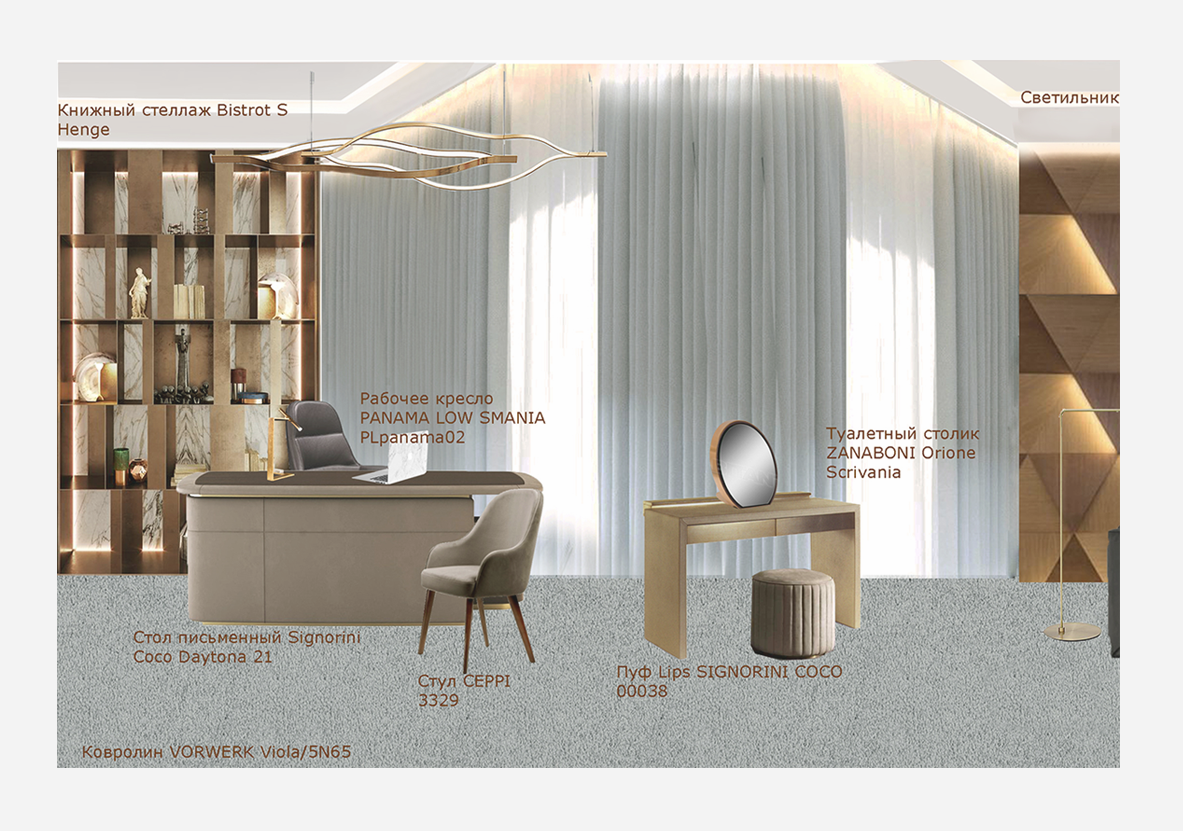 Книжный стеллаж Bistrot S
Henge
Светильник
Рабочее кресло
PANAMA LOW SMANIA
PLpanama02
Туалетный столик
ZANABONI Orione
Scrivania
Стол письменный Signorini
Coco Daytona 21
Стул CEPPI
3329
Пуф Lips SIGNORINI COCO
00038
Ковролин VORWERK Viola/5N65